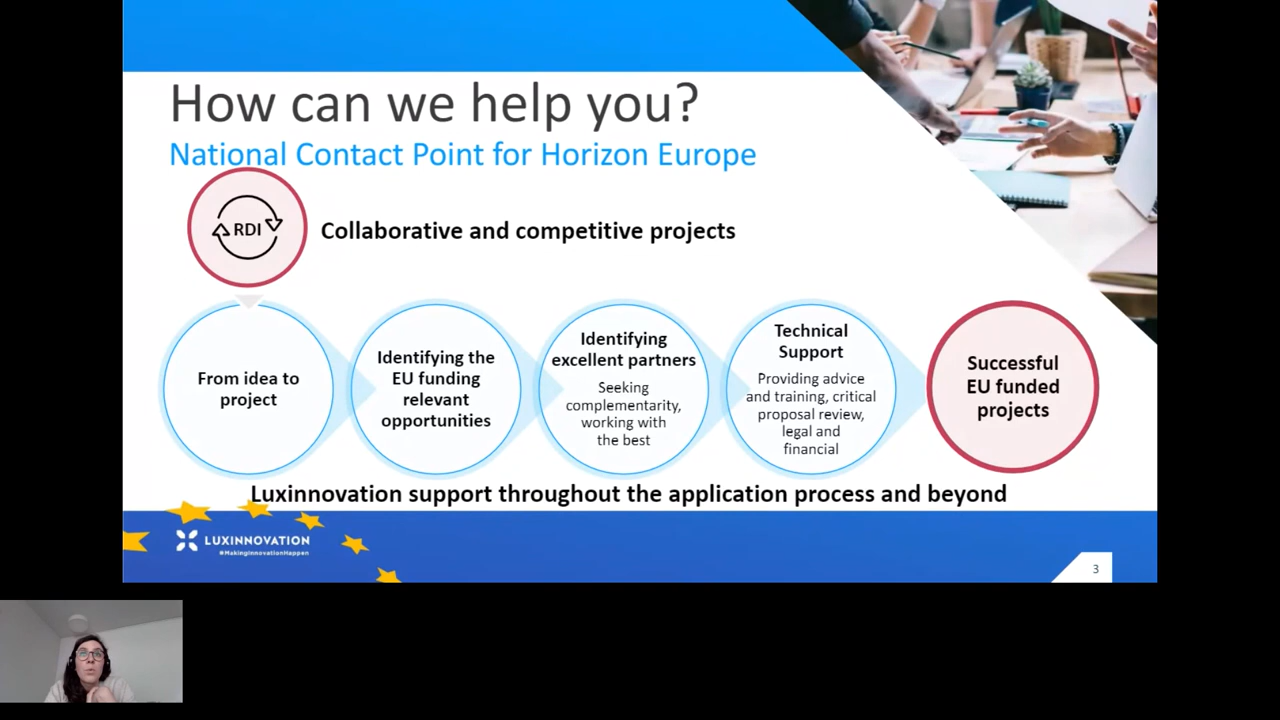 How can we help you?
National Contact Point for Horizon Europe
RDI
Collaborative and competitive projects
From idea to
project
Identifying the
EU funding
relevant
opportunities
Identifying
excellent partners
Seeking
complementarity,
working with
the best
Technical
Support
Providing advice
and training, critical
proposal review,
legal and
financial
Successful
EU funded
projects
Luxinnovation support throughout the application process and beyond
LUXINNOVATION
#MakingInnovationHappen
3